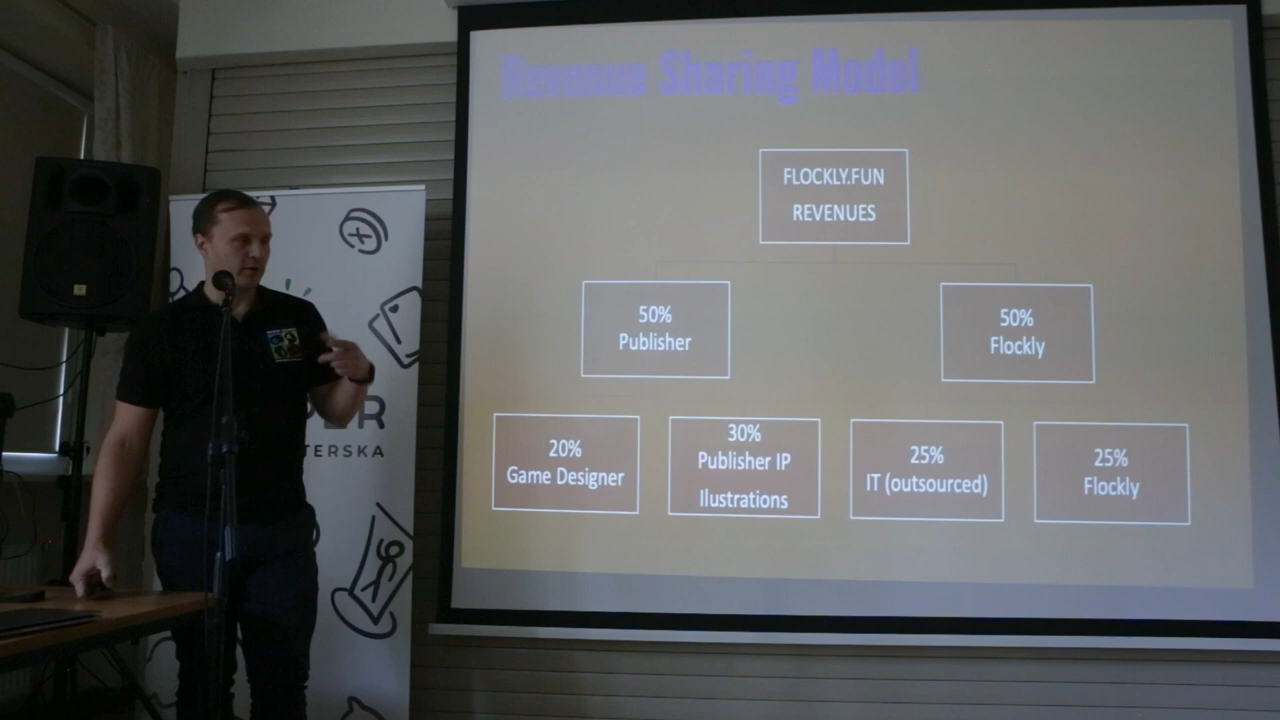 Revenue Sharing Model
FLOCKLY.FUN
REVENUES
50%
Publisher
50%
Flockly
20%
Game Designer
30%
Publisher IP
Ilustrations
25%
IT (outsourced)
25%
Flockly
TERSKA